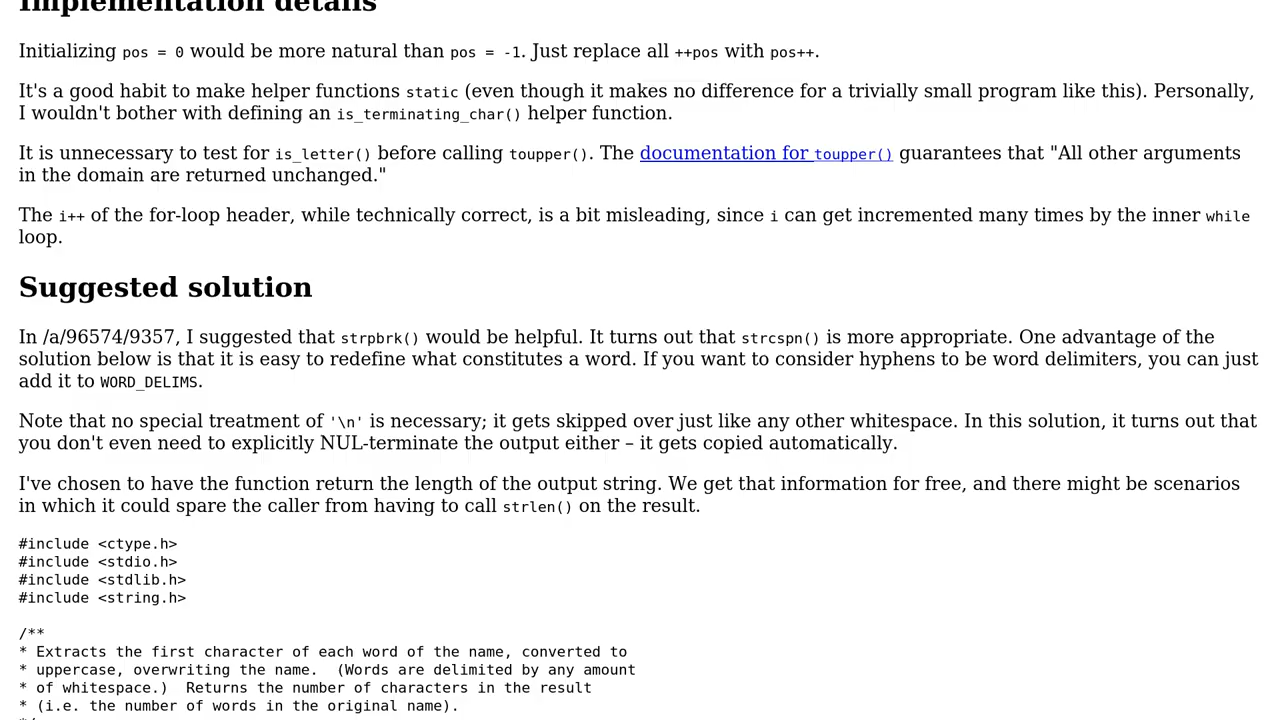 Implementation details
Initializing pos = 0 would be more natural than pos = -1. Just replace all ++pos with pos++.
It's a good habit to make helper functions static (even though it makes no difference for a trivially small program like this). Personally,
I wouldn't bother with defining an is_terminating_char() helper function.
It is unnecessary to test for is_letter() before calling toupper(). The documentation for toupper() guarantees that "All other arguments
in the domain are returned unchanged."
The i++ of the for-loop header, while technically correct, is a bit misleading, since i can get incremented many times by the inner while
loop.
Suggested solution
In /a/96574/9357, I suggested that strpbrk() would be helpful. It turns out that strcspn() is more appropriate. One advantage of the
solution below is that it is easy to redefine what constitutes a word. If you want to consider hyphens to be word delimiters, you can just
add it to WORD_DELIMS.
Note that no special treatment of '\n' is necessary; it gets skipped over just like any other whitespace. In this solution, it turns out that
you don't even need to explicitly NUL-terminate the output either – it gets copied automatically.
I've chosen to have the function return the length of the output string. We get that information for free, and there might be scenarios
in which it could spare the caller from having to call strlen() on the result.
#include <ctype.h>
#include <stdio.h>
#include <stdlib.h>
#include <string.h>
/**
* Extracts the first character of each word of the name, converted to
* uppercase, overwriting the name.  (Words are delimited by any amount
* of whitespace.)  Returns the number of characters in the result
* (i.e. the number of words in the original name).
*/